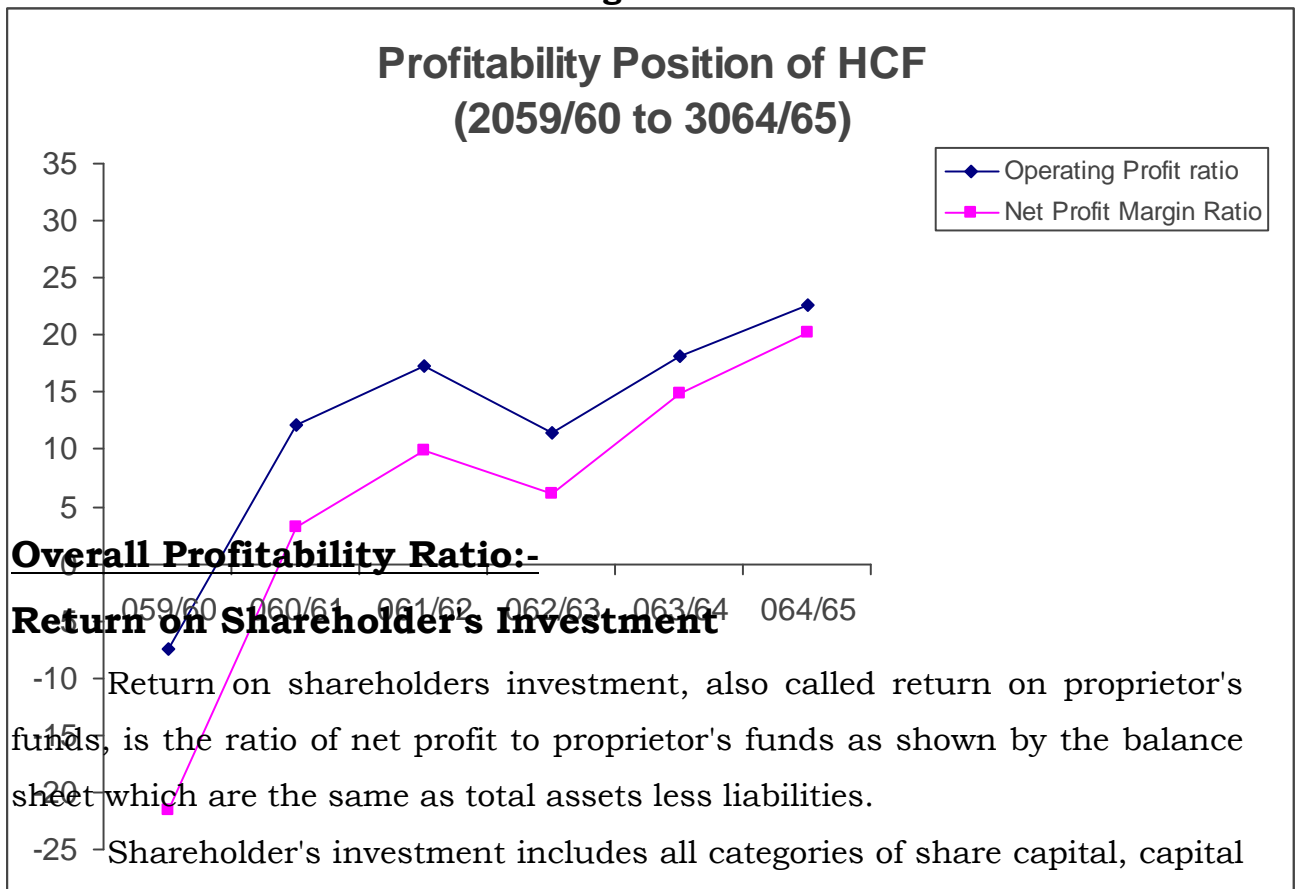 Profitability Position of HCF
(2059/60 to 3064/65)
35
30
25
20
15
10
5
0
-5
-10
-15
-20
-25
059/60 060/61 061/62 062/63 063/64 064/65
Operating Profit ratio
Net Profit Margin Ratio
Overall Profitability Ratio:-
Return on Shareholder's Investment
Return on shareholders investment, also called return on proprietor's
funds, is the ratio of net profit to proprietor's funds as shown by the balance
sheet which are the same as total assets less liabilities.
Shareholder's investment includes all categories of share capital, capital